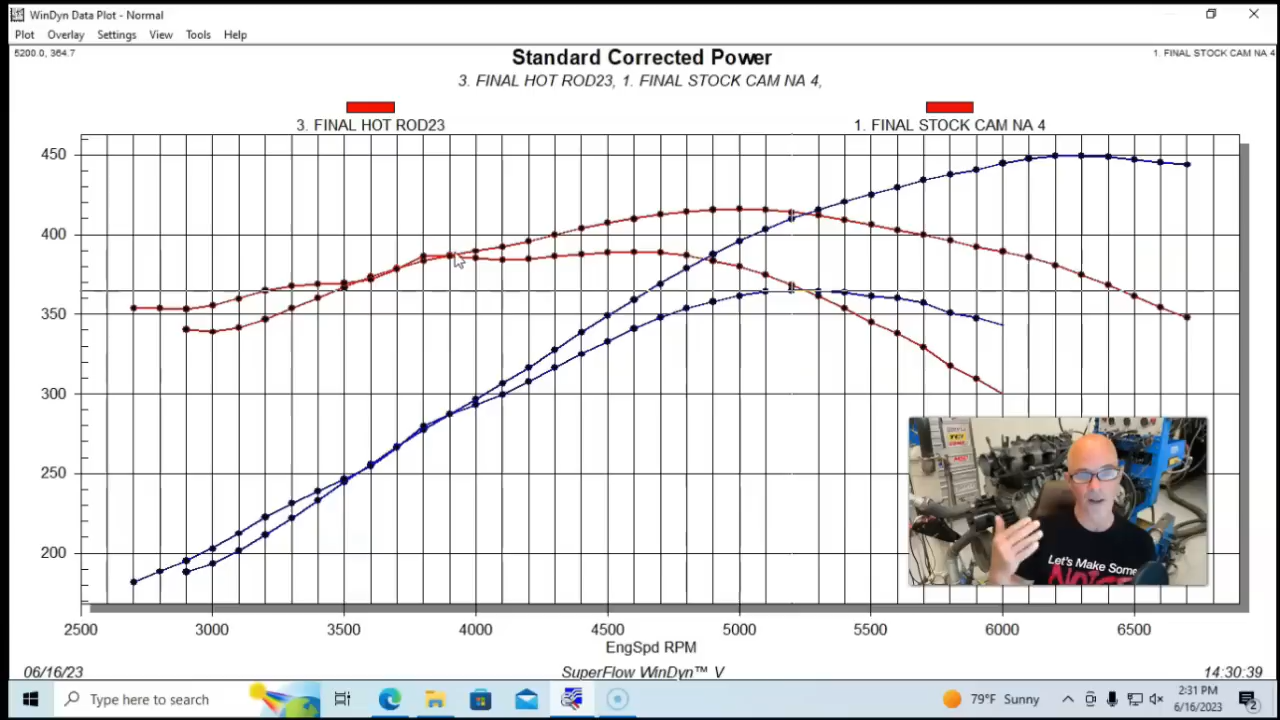 WinDyn Data Plot - Normal
Plot Overlay Settings View Tools Help
5200.0, 364.7
1. FINAL STOCK CAM NA 4
Standard Corrected Power
3. FINAL HOT ROD23, 1. FINAL STOCK CAM NA 4,
3. FINAL HOT ROD23
1. FINAL STOCK CAM NA 4
450
400
350
300
250
200
2500 3000 3500 4000 4500 5000 5500 6000 6500
EngSpd RPM
Let's Make Some
06/16/23
SuperFlow WinDyn™ V
14:30:39
Type here to search
79°F Sunny
2:31 PM
6/16/2023
2